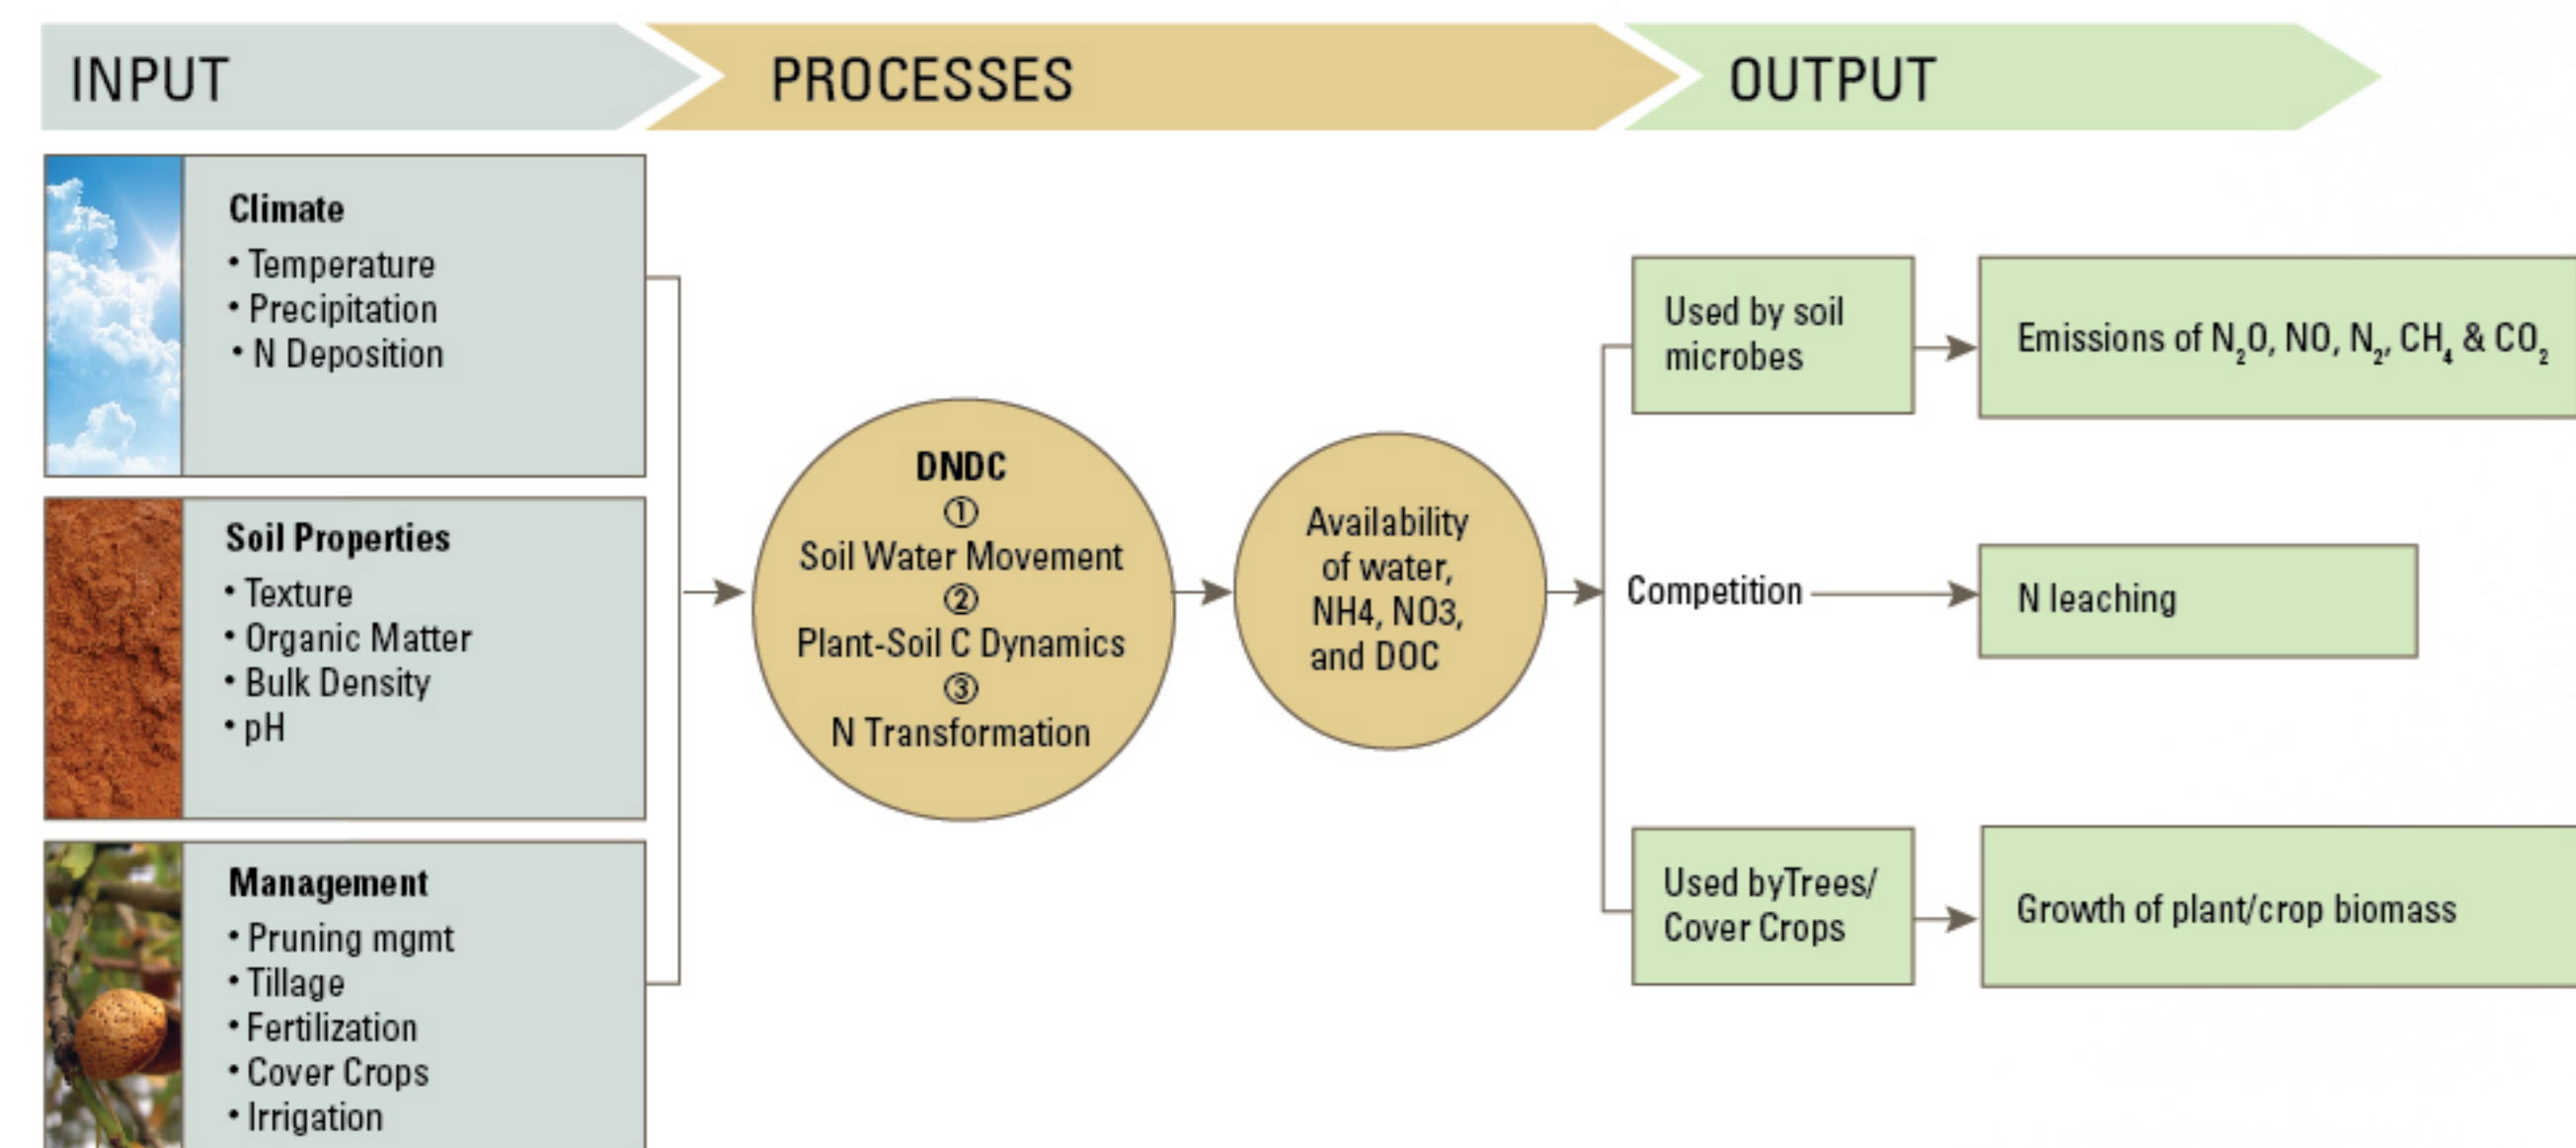 INPUT
PROCESSES
OUTPUT
Climate
• Temperature
• Precipitation
• N Deposition
Soil Properties
• Texture
• Organic Matter
• Bulk Density
• pH
Management
• Pruning mgmt
• Tillage
• Fertilization
• Cover Crops
• Irrigation
DNDC
①
Soil Water Movement
②
Plant-Soil C Dynamics
③
N Transformation
Availability
of water,
NH4, NO3,
and DOC
Used by soil
microbes
Emissions of N₂O, NO, N₂, CH₄ & CO₂
Competition
N leaching
Used byTrees/
Cover Crops
Growth of plant/crop biomass